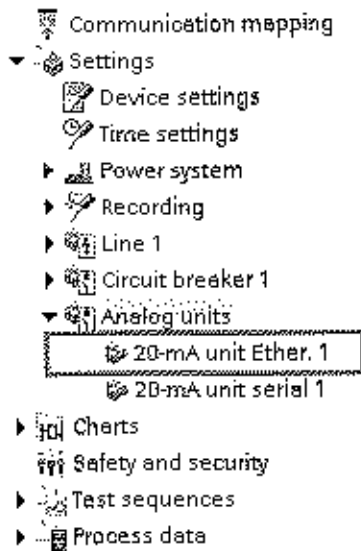 Communication mapping
Settings
Device settings
Time settings
Power system
Recording
Line 1
Circuit breaker 1
Analog units
20-mA unit Ether. 1
20-mA unit serial 1
Charts
Safety and security
Test sequences
Process data